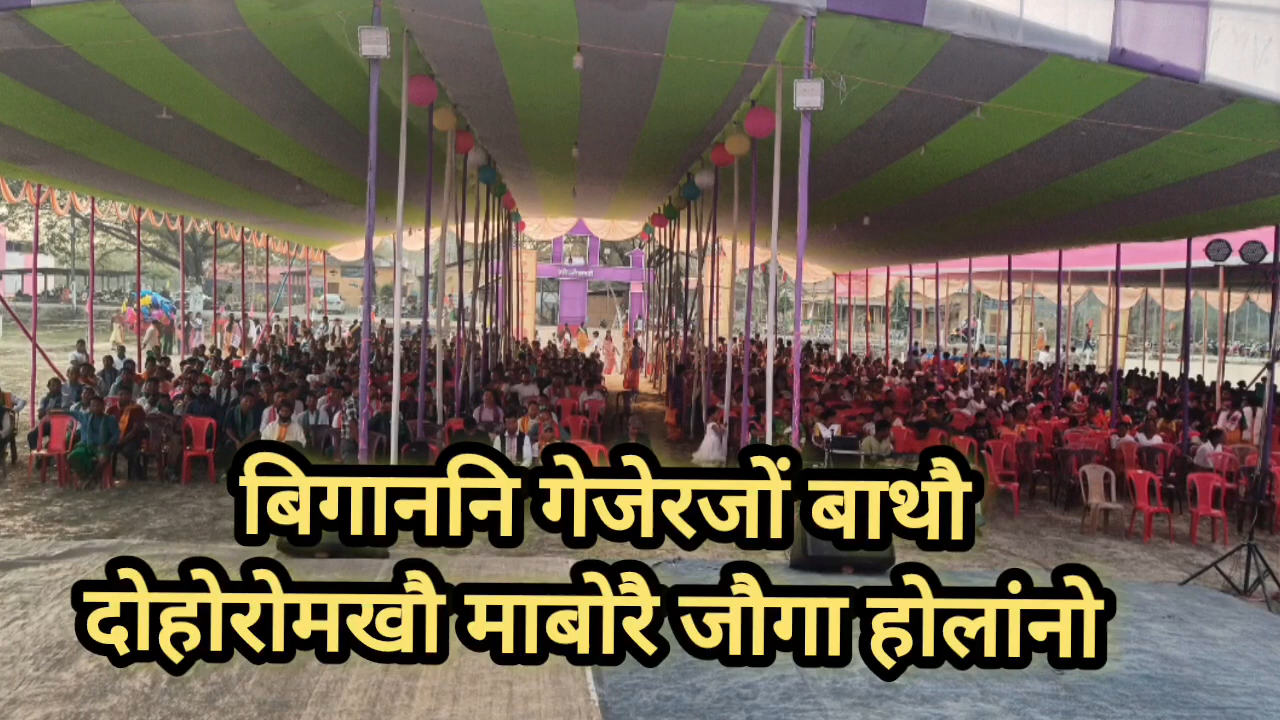 बिगाननि गेजेरजों बाथौ
दोहोरोमखौ माबोरै जौगा होलांनो